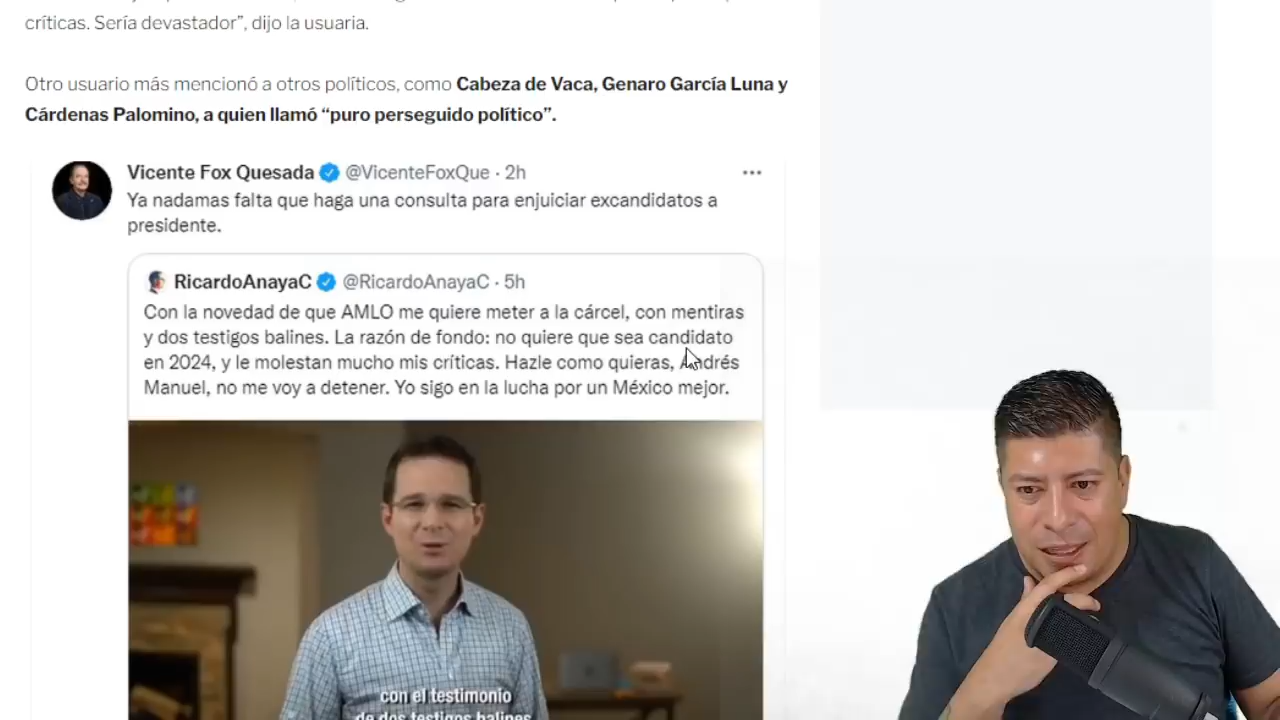 críticas. Sería devastador”, dijo la usuaria.
Otro usuario más mencionó a otros políticos, como Cabeza de Vaca, Genaro García Luna y
Cárdenas Palomino, a quien llamó “puro perseguido político”.
Vicente Fox Quesada @VicenteFoxQue · 2h
Ya nadamas falta que haga una consulta para enjuiciar excandidatos a
presidente.
RicardoAnayaC @RicardoAnayaC · 5h
Con la novedad de que AMLO me quiere meter a la cárcel, con mentiras
y dos testigos balines. La razón de fondo: no quiere que sea candidato
en 2024, y le molestan mucho mis críticas. Hazle como quieras, Andrés
Manuel, no me voy a detener. Yo sigo en la lucha por un México mejor.
con el testimonio
de dos testigos balines